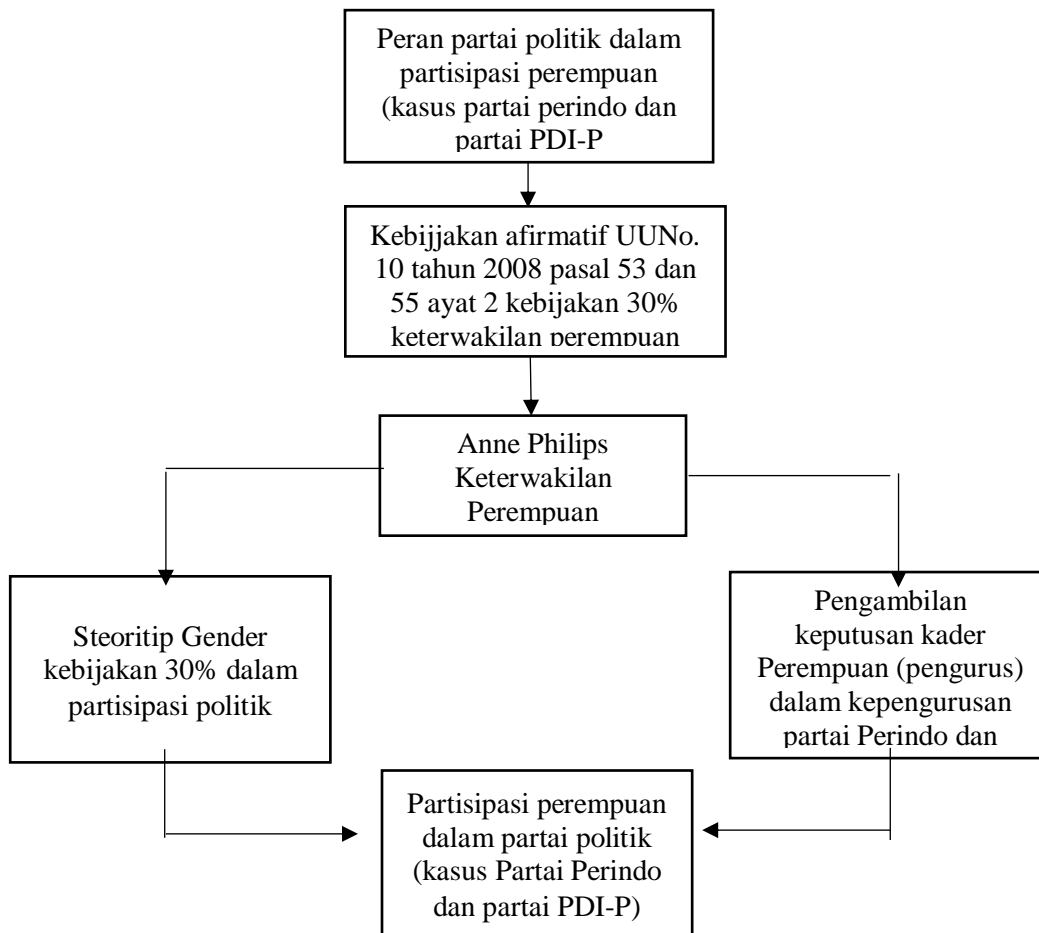 Peran partai politik dalam
partisipasi perempuan
(kasus partai perindo dan
partai PDI-P
Kebijjakan afirmatif UUNo.
10 tahun 2008 pasal 53 dan
55 ayat 2 kebijakan 30%
keterwakilan perempuan
Anne Philips
Keterwakilan
Perempuan
Steoritip Gender
kebijakan 30% dalam
partisipasi politik
Pengambilan
keputusan kader
Perempuan (pengurus)
dalam kepengurusan
partai Perindo dan
Partisipasi perempuan
dalam partai politik
(kasus Partai Perindo
dan partai PDI-P)